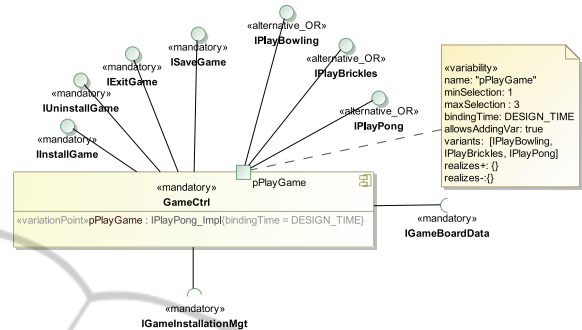 «alternative_OR»
IPlayBowling
«mandatory»
ISaveGame
«alternative_OR»
IPlayBrickles
«mandatory»
IExitGame
«mandatory»
IUninstallGame
«alternative_OR»
IPlayPong
«mandatory»
IInstallGame
«variability»
name: "pPlayGame"
minSelection: 1
maxSelection : 3
bindingTime: DESIGN_TIME
allowsAddingVar: true
variants:  [IPlayBowling,
IPlayBrickles, IPlayPong]
realizes+: {}
realizes-:{}
pPlayGame
«mandatory»
GameCtrl
«variationPoint»pPlayGame : IPlayPong_Impl{bindingTime = DESIGN_TIME}
«mandatory»
IGameBoardData
«mandatory»
IGameInstallationMgt